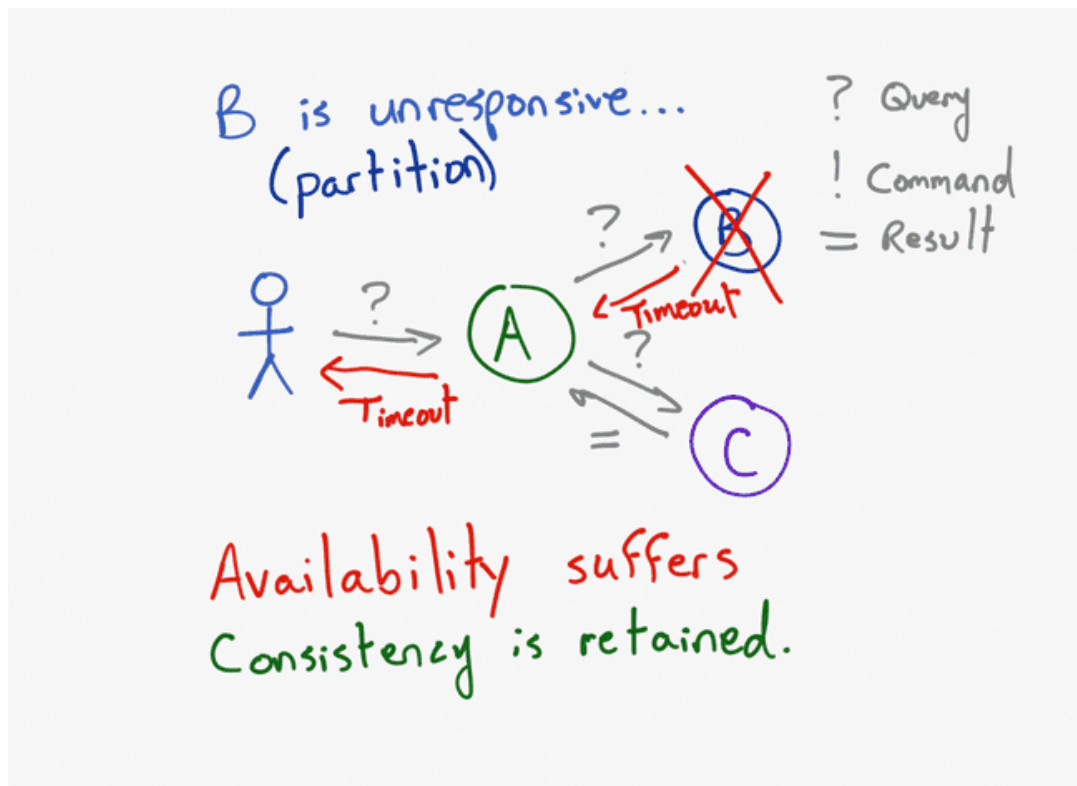 B is unresponsive...
(partition)
? Query
! Command
= Result
?
B
Timeout
?
A
Timeout
?
=
C
Availability suffers
Consistency is retained.